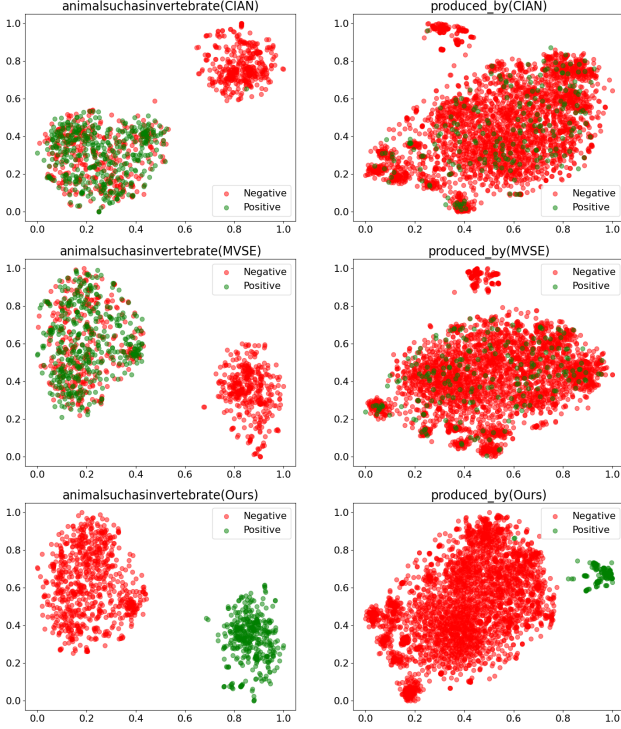 animalsuchasinvertebrate(CIAN)
1.0
0.8
0.6
0.4
0.2
0.0
Negative
Positive
0.0 0.2 0.4 0.6 0.8 1.0
produced_by(CIAN)
1.0
0.8
0.6
0.4
0.2
0.0
Negative
Positive
0.0 0.2 0.4 0.6 0.8 1.0
animalsuchasinvertebrate(MVSE)
1.0
0.8
0.6
0.4
0.2
0.0
Negative
Positive
0.0 0.2 0.4 0.6 0.8 1.0
produced_by(MVSE)
1.0
0.8
0.6
0.4
0.2
0.0
Negative
Positive
0.0 0.2 0.4 0.6 0.8 1.0
animalsuchasinvertebrate(Ours)
Negative
Positive
1.0
0.8
0.6
0.4
0.2
0.0
0.0 0.2 0.4 0.6 0.8 1.0
produced_by(Ours)
Negative
Positive
1.0
0.8
0.6
0.4
0.2
0.0
0.0 0.2 0.4 0.6 0.8 1.0